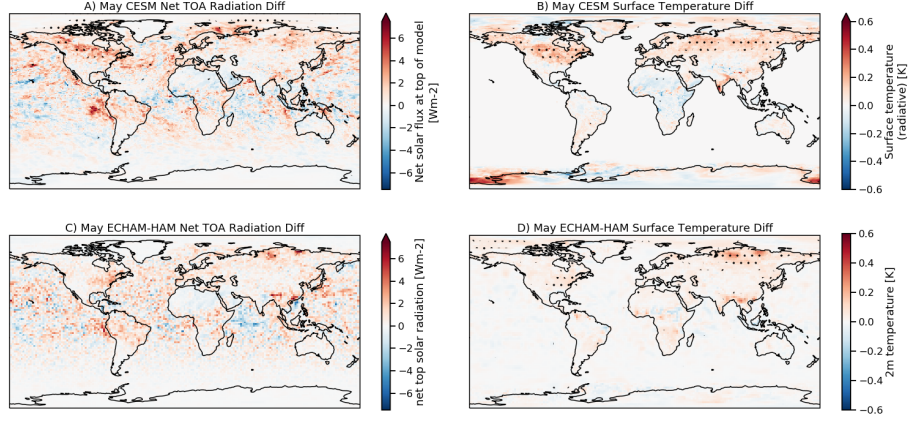 A) May CESM Net TOA Radiation Diff
6
4
2
0
−2
−4
−6
Net solar flux at top of model
[Wm-2]
B) May CESM Surface Temperature Diff
0.6
0.4
0.2
0.0
−0.2
−0.4
−0.6
Surface temperature
(radiative) [K]
C) May ECHAM-HAM Net TOA Radiation Diff
6
4
2
0
−2
−4
−6
net top solar radiation [Wm-2]
D) May ECHAM-HAM Surface Temperature Diff
0.6
0.4
0.2
0.0
−0.2
−0.4
−0.6
2m temperature [K]